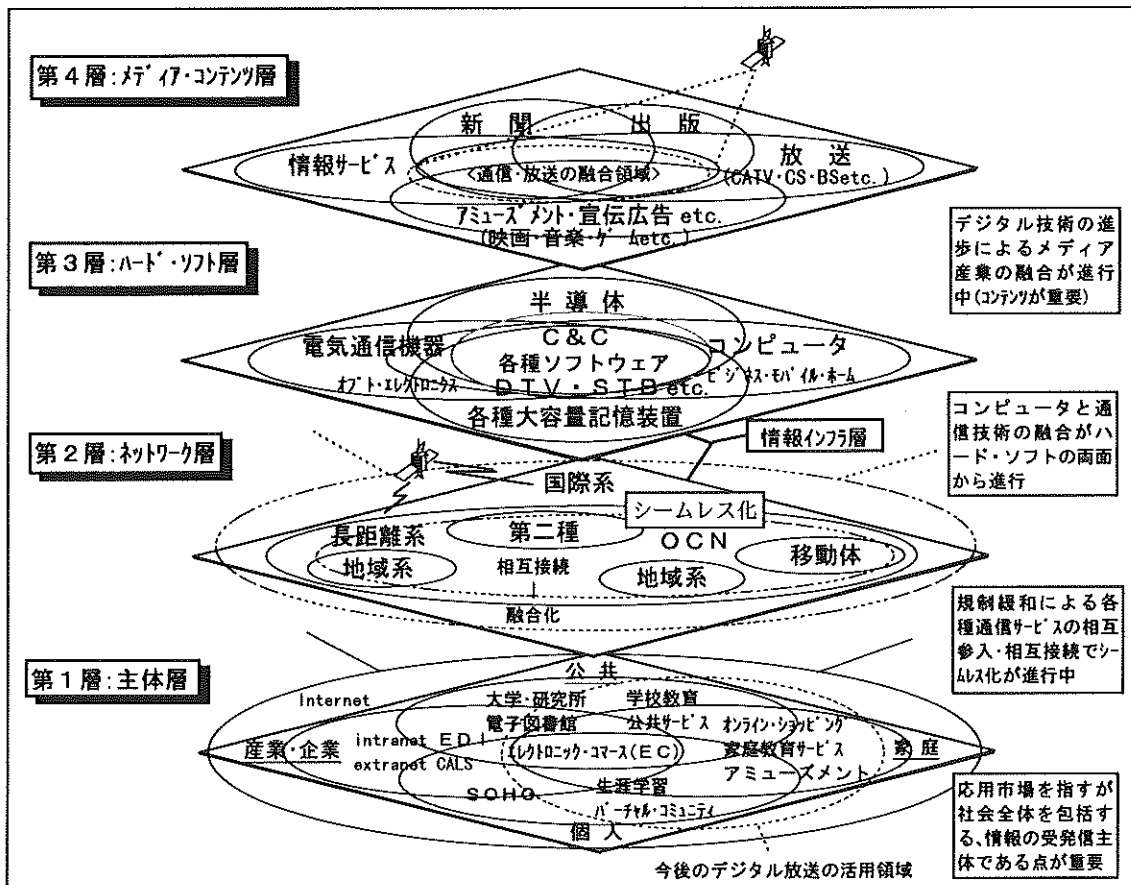 第４層:ﾒﾃﾞｨｱ・ｺﾝﾃﾝﾂ層
新聞
出版
情報ｻｰﾋﾞｽ
放送
<通信・放送の融合領域>
(CATV・CS・BSetc.)
ｱﾐｭｰｽﾞﾒﾝﾄ・宣伝広告 etc.
(映画・音楽・ｹﾞｰﾑetc.)
デジタル技術の進
歩によるメディア
産業の融合が進行
中(ｺﾝﾃﾝﾂが重要)
第３層:ﾊｰﾄﾞ・ｿﾌﾄ層
半導体
電気通信機器
Ｃ＆Ｃ
コンピュータ
各種ソフトウェア
ｵﾌﾟﾄ・ｴﾚｸﾄﾛﾆｸｽ
ＤＴＶ・ＳＴＢ etc.
ﾋﾞｼﾞﾈｽ・ﾓﾊﾞｲﾙ・ﾎｰﾑ
各種大容量記憶装置
コンピュータと通
信技術の融合がハ
ード・ソフトの両面
から進行
情報ｲﾝﾌﾗ層
第２層:ﾈｯﾄﾜｰｸ層
国際系
シームレス化
長距離系
第二種
ＯＣＮ
地域系
相互接続
地域系
移動体
融合化
規制緩和による各
種通信サービスの相互
参入・相互接続でｼｰ
ﾑﾚｽ化が進行中
第１層:主体層
公共
Internet
大学・研究所
学校教育
電子図書館
公共サービス
ｵﾝﾗｲﾝ・ｼｮｯﾋﾟﾝｸﾞ
産業・企業
intranet ＥＤＩ
ｴﾚｸﾄﾛﾆｯｸ・ｺﾏｰｽ(ＥＣ)
家庭教育サービス
家庭
extranet CALS
アミューズメント
ＳＯＨＯ
生涯学習
ﾊﾞｰﾁｬﾙ・ｺﾐｭﾆﾃｨ
個人
応用市場を指すが
社会全体を包括す
る、情報の受発信主
体である点が重要
今後のデジタル放送の活用領域